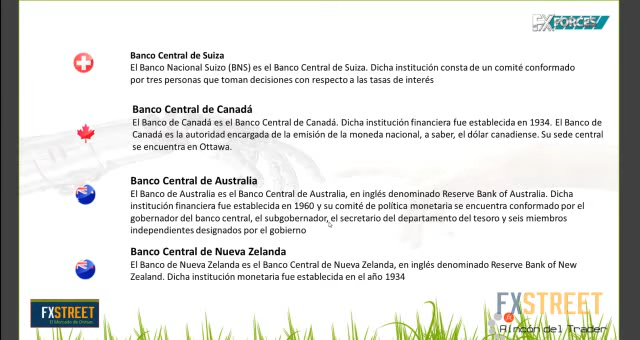 FX FORCES
Banco Central de Suiza
El Banco Nacional Suizo (BNS) es el Banco Central de Suiza. Dicha institución consta de un comité conformado
por tres personas que toman decisiones con respecto a las tasas de interés
Banco Central de Canadá
El Banco de Canadá es el Banco Central de Canadá. Dicha institución financiera fue establecida en 1934. El Banco de
Canadá es la autoridad encargada de la emisión de la moneda nacional, a saber, el dólar canadiense. Su sede central
se encuentra en Ottawa.
Banco Central de Australia
El Banco de Australia es el Banco Central de Australia, en inglés denominado Reserve Bank of Australia. Dicha
institución financiera fue establecida en 1960 y su comité de política monetaria se encuentra conformado por el
gobernador del banco central, el subgobernador, el secretario del departamento del tesoro y seis miembros
independientes designados por el gobierno
Banco Central de Nueva Zelanda
El Banco de Nueva Zelanda es el Banco Central de Nueva Zelanda, en inglés denominado Reserve Bank of New
Zealand. Dicha institución monetaria fue establecida en el año 1934
FXSTREET
El Mercado de Divisas
FXSTREET
Rincón del Trader